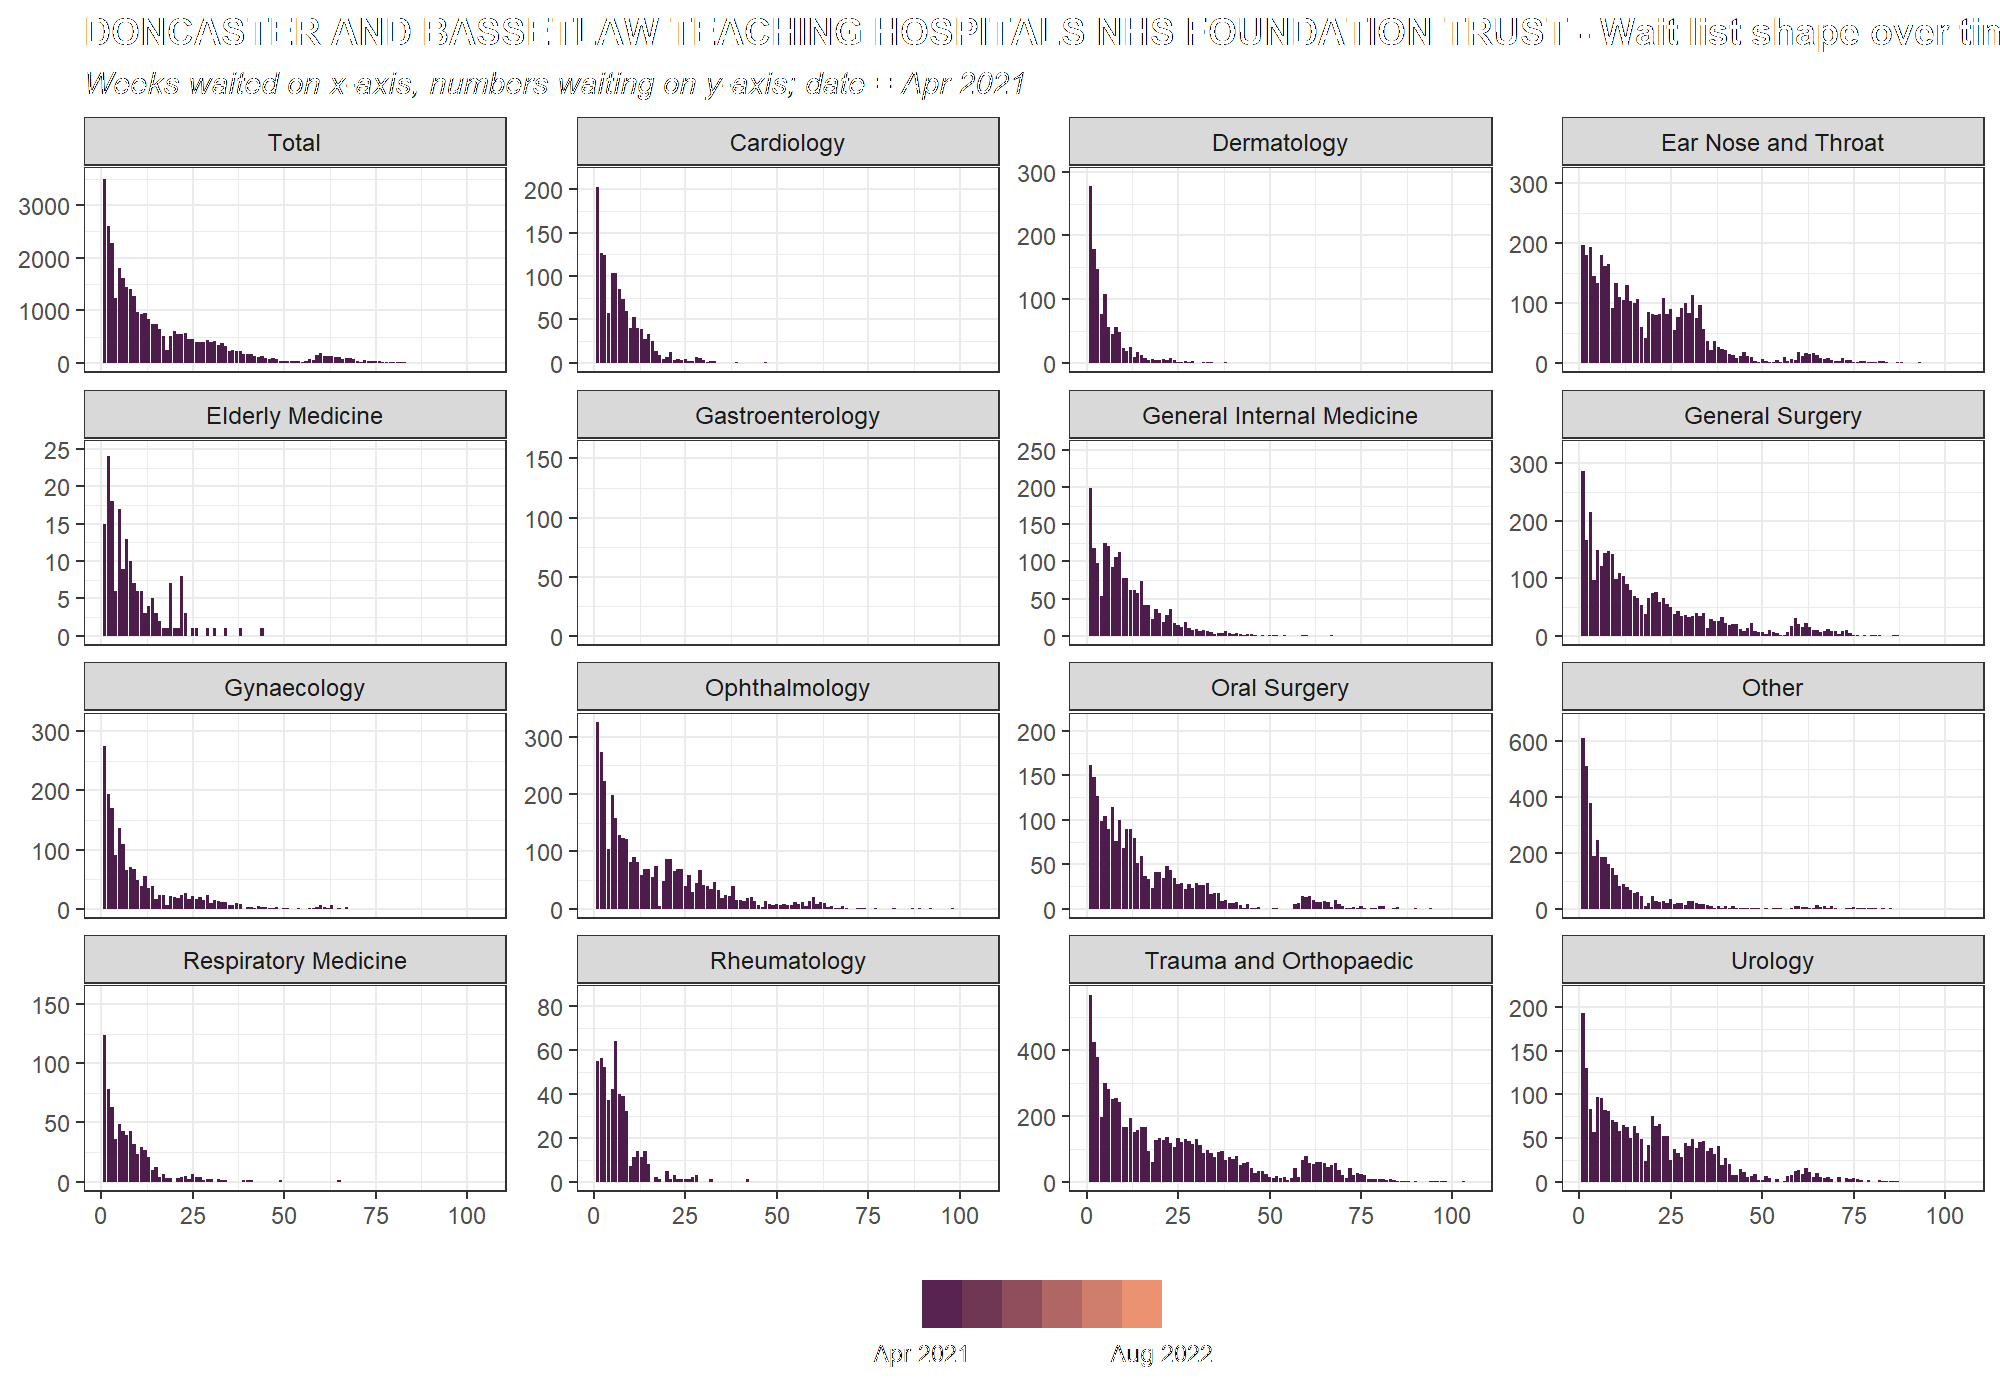 DONCASTER AND BASSETLAW TEACHING HOSPITALS NHS FOUNDATION TRUST - Wait list shape over
Weeks waited on x-axis, numbers waiting on y-axis; date = Apr 2021
Total Cardiology Dermatology Ear Nose and Throat
3000 2000 1000 0 200 150 100 50 0 300 200 100 0 300 200 100 0
Elderly Medicine Gastroenterology General Internal Medicine General Surgery
25 20 15 10 5 0 150 100 50 0 250 200 150 100 50 0 300 200 100 0
Gynaecology Ophthalmology Oral Surgery Other
300 200 100 0 300 200 100 0 200 150 100 50 0 600 400 200 0
Respiratory Medicine Rheumatology Trauma and Orthopaedic Urology
150 100 50 0 80 60 40 20 0 400 200 0 200 150 100 50 0
0 25 50 75 100 0 25 50 75 100 0 25 50 75 100 0 25 50 75 100
Apr 2021 Aug 2022